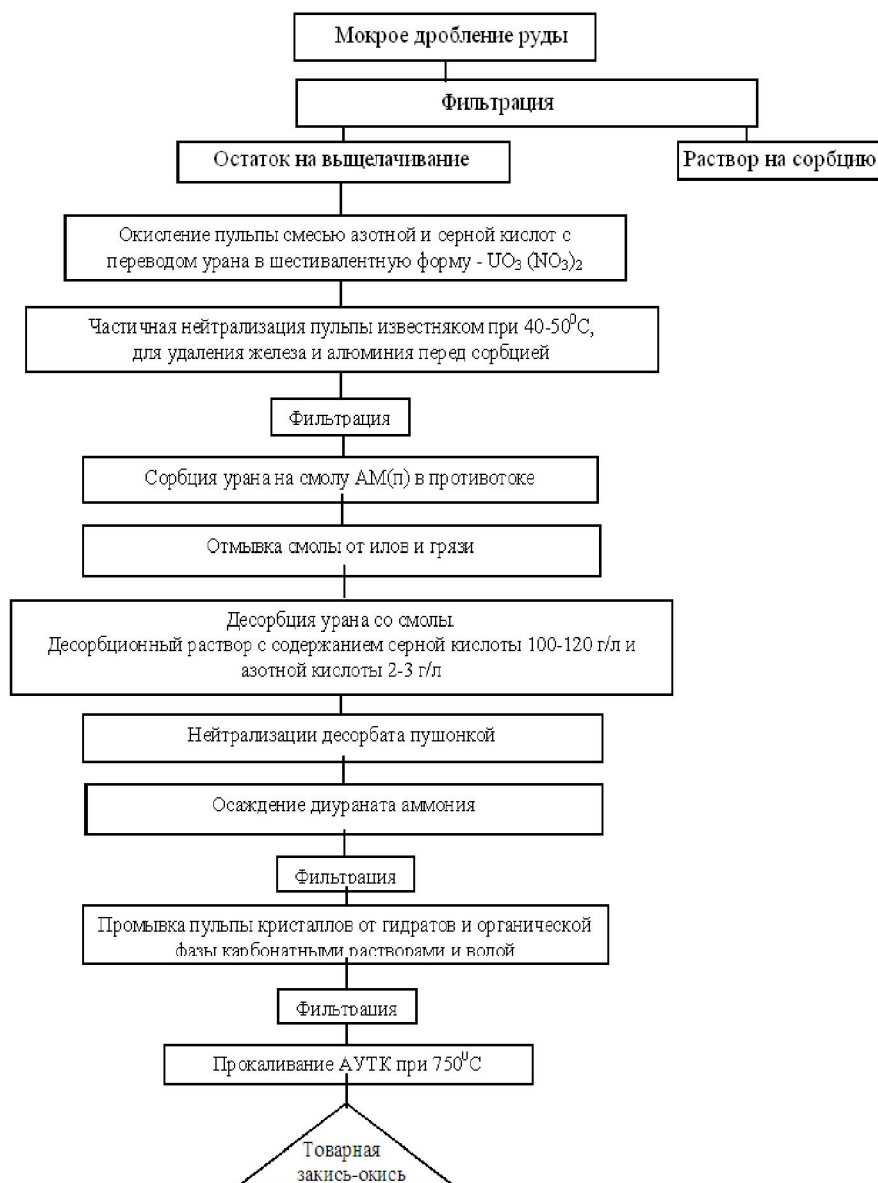 Мокрое дробление руды
Фильтрация
Остаток на выщелачивание
Раствор на сорбцию
Окисление пульпы смесью азотной и серной кислот с
переводом урана в шестивалентную форму - UO₃ (NO₃)₂
Частичная нейтрализация пульпы известняком при 40-50⁰С,
для удаления железа и алюминия перед сорбцией
Фильтрация
Сорбция урана на смолу АМ(п) в противотоке
Отмывка смолы от илов и грязи
Десорбция урана со смолы.
Десорбционный раствор с содержанием серной кислоты 100-120 г/л и
азотной кислоты 2-3 г/л
Нейтрализации десорбата пушонкой
Осаждение диураната аммония
Фильтрация
Промывка пульпы кристаллов от гидратов и органической
фазы карбонатными растворами и водой
Фильтрация
Прокаливание АУТК при 750⁰С
Товарная
закись-окись